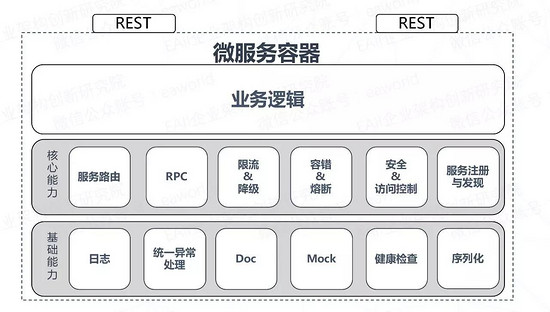 REST
REST
微服务容器
业务逻辑
核心能力
服务路由
RPC
限流
&
降级
容错
&
熔断
安全
&
访问控制
服务注册
与发现
基础能力
日志
统一异常
处理
Doc
Mock
健康检查
序列化